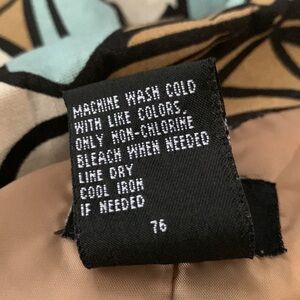 MACHINE WASH COLD
WITH LIKE COLORS,
ONLY NON-CHLORINE
BLEACH WHEN NEEDED
LINE DRY
COOL IRON
IF NEEDED
76